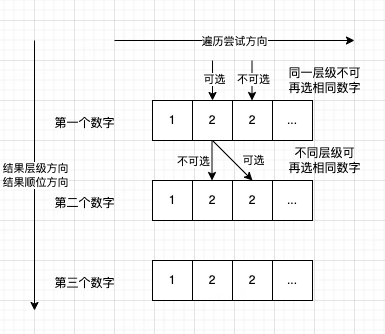 遍历尝试方向
可选 不可选
同一层级不可
再选相同数字
第一个数字 1 2 2 ...
不同层级可
再选相同数字
不可选 可选
结果层级方向
结果顺位方向
第二个数字 1 2 2 ...
第三个数字 1 2 2 ...